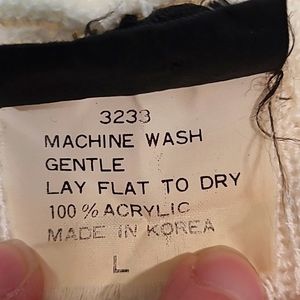 3233
MACHINE WASH
GENTLE
LAY FLAT TO DRY
100 % ACRYLIC
MADE IN KOREA
L